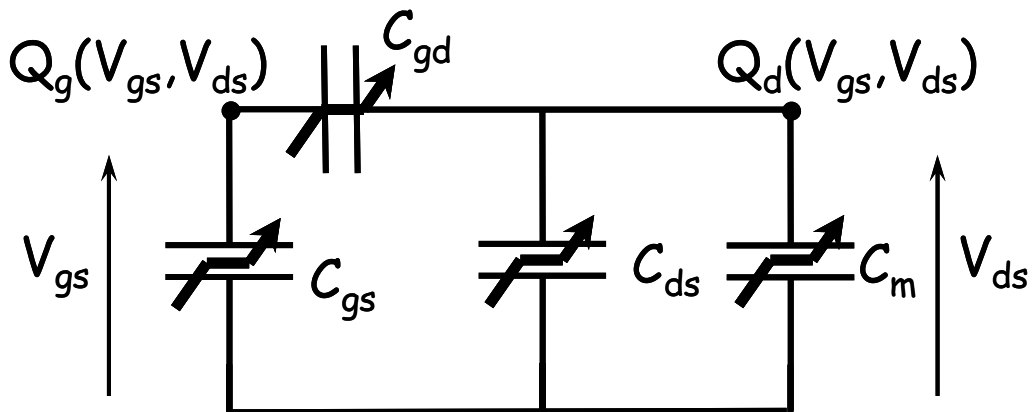 Q_g(V_gs, V_ds)
C_gd
Q_d(V_gs, V_ds)
V_gs
C_gs
C_ds
C_m
V_ds